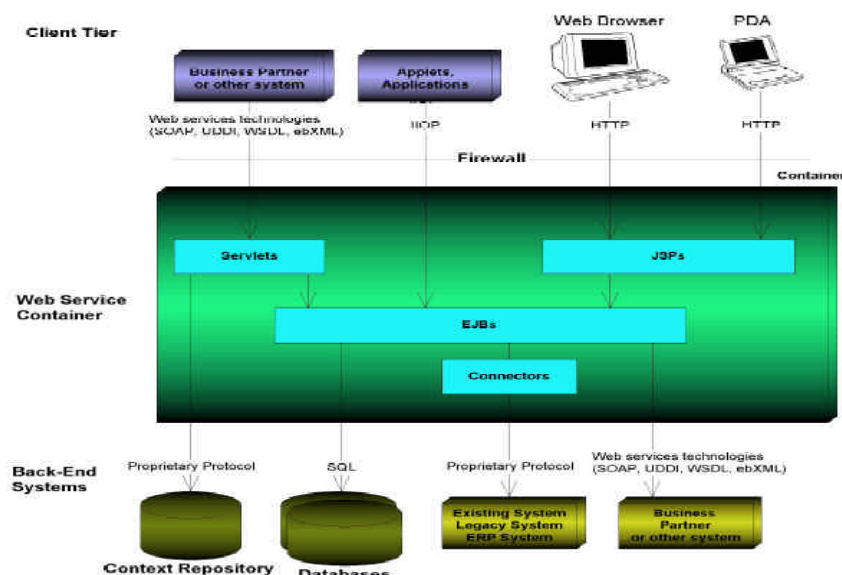 Client Tier
Web Browser
PDA
Business Partner
or other system
Applets,
Applications
Web services technologies
(SOAP, UDDI, WSDL, ebXML)
IIOP
HTTP
HTTP
Firewall
Container
Servlets
JSPs
Web Service
Container
EJBs
Connectors
Back-End
Systems
Proprietary Protocol
SQL
Proprietary Protocol
Web services technologies
(SOAP, UDDI, WSDL, ebXML)
Existing System
Legacy System
ERP System
Business
Partner
or other system
Context Repository
Databases